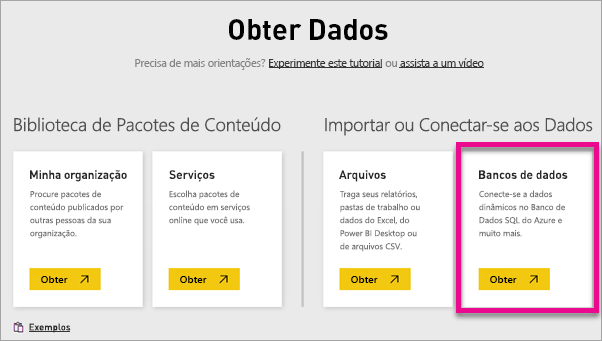 Obter Dados
Precisa de mais orientações? Experimente este tutorial ou assista a um vídeo
Biblioteca de Pacotes de Conteúdo
Importar ou Conectar-se aos Dados
Minha organização
Procure pacotes de
conteúdo publicados por
outras pessoas da sua
organização.
Obter
Serviços
Escolha pacotes de
conteúdo em serviços
online que você usa.
Obter
Arquivos
Traga seus relatórios,
pastas de trabalho ou
dados do Excel, do
Power BI Desktop ou
de arquivos CSV.
Obter
Bancos de dados
Conecte-se a dados
dinâmicos no Banco de
Dados SQL do Azure e
muito mais.
Obter
Exemplos